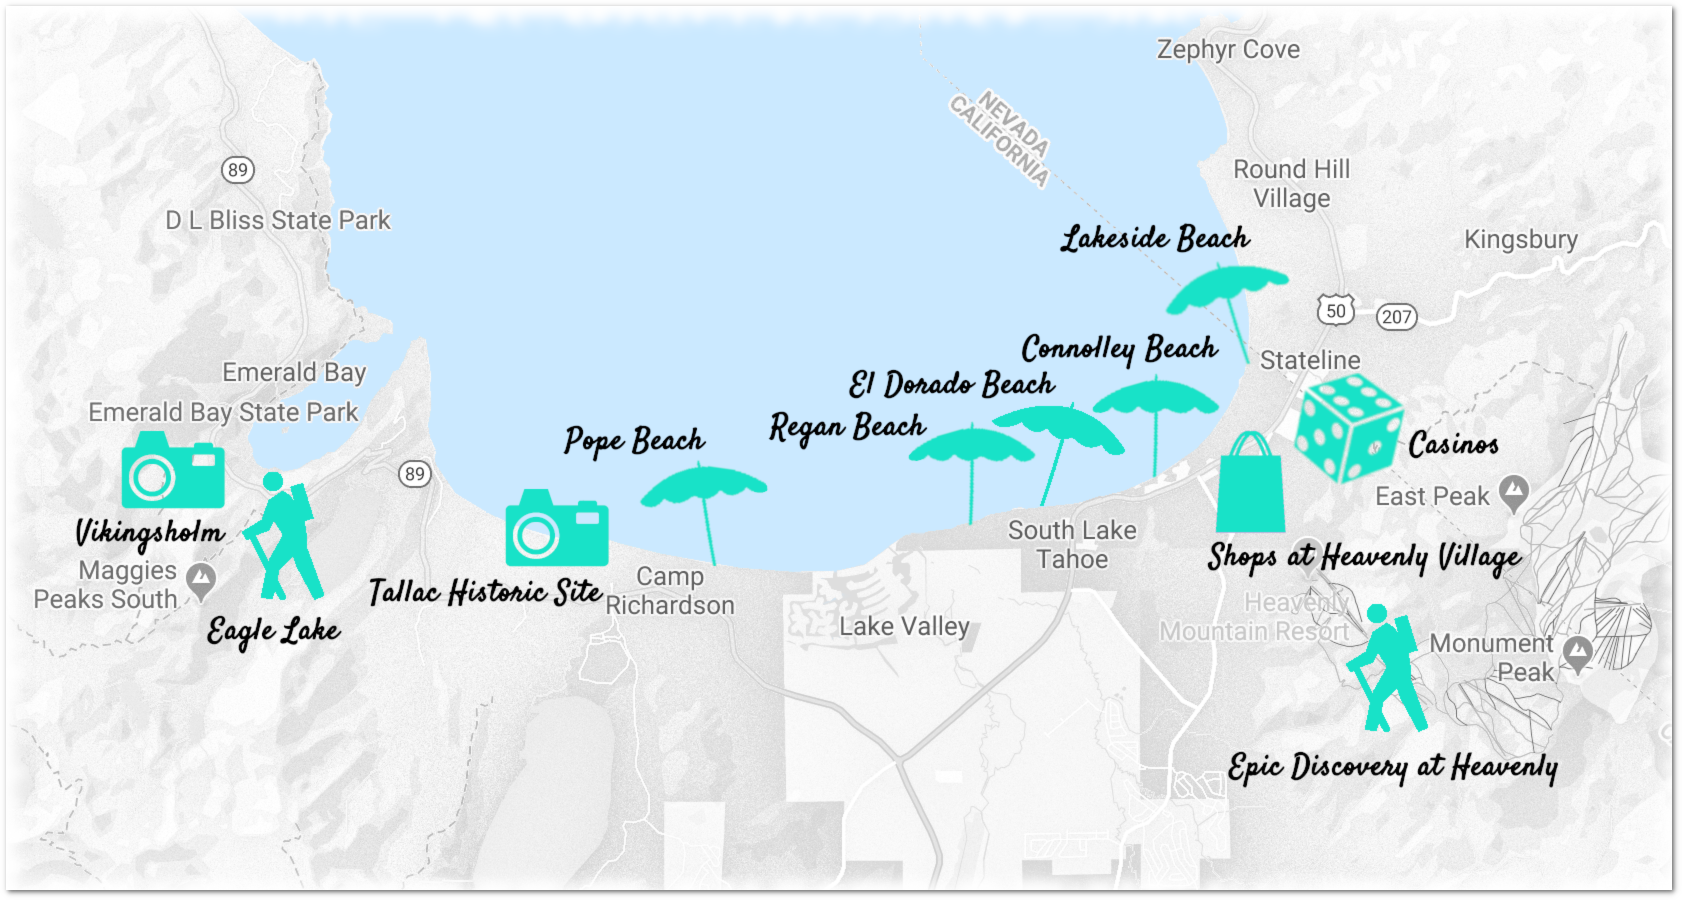 Zephyr Cove
NEVADA
CALIFORNIA
89
Round Hill
Village
D L Bliss State Park
Lakeside Beach
Kingsbury
50
207
Connolley Beach
Stateline
Emerald Bay
El Dorado Beach
Emerald Bay State Park
Regan Beach
Pope Beach
Casinos
89
East Peak
Vikingsholm
South Lake
Tahoe
Shops at Heavenly Village
Maggies
Peaks South
Tallac Historic Site
Camp
Richardson
Heavenly
Mountain Resort
Eagle Lake
Lake Valley
Monument
Peak
Epic Discovery at Heavenly